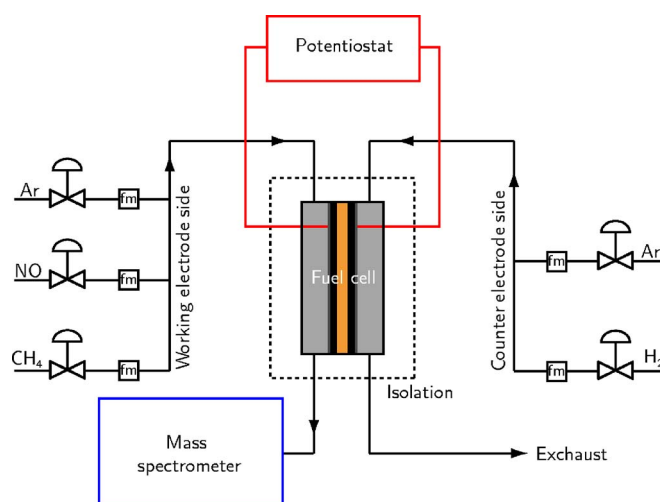 Potentiostat
Ar
fm
NO
fm
CH4
fm
Working electrode side
Fuel cell
Counter electrode side
fm
Ar
fm
H2
Isolation
Mass
spectrometer
Exchaust